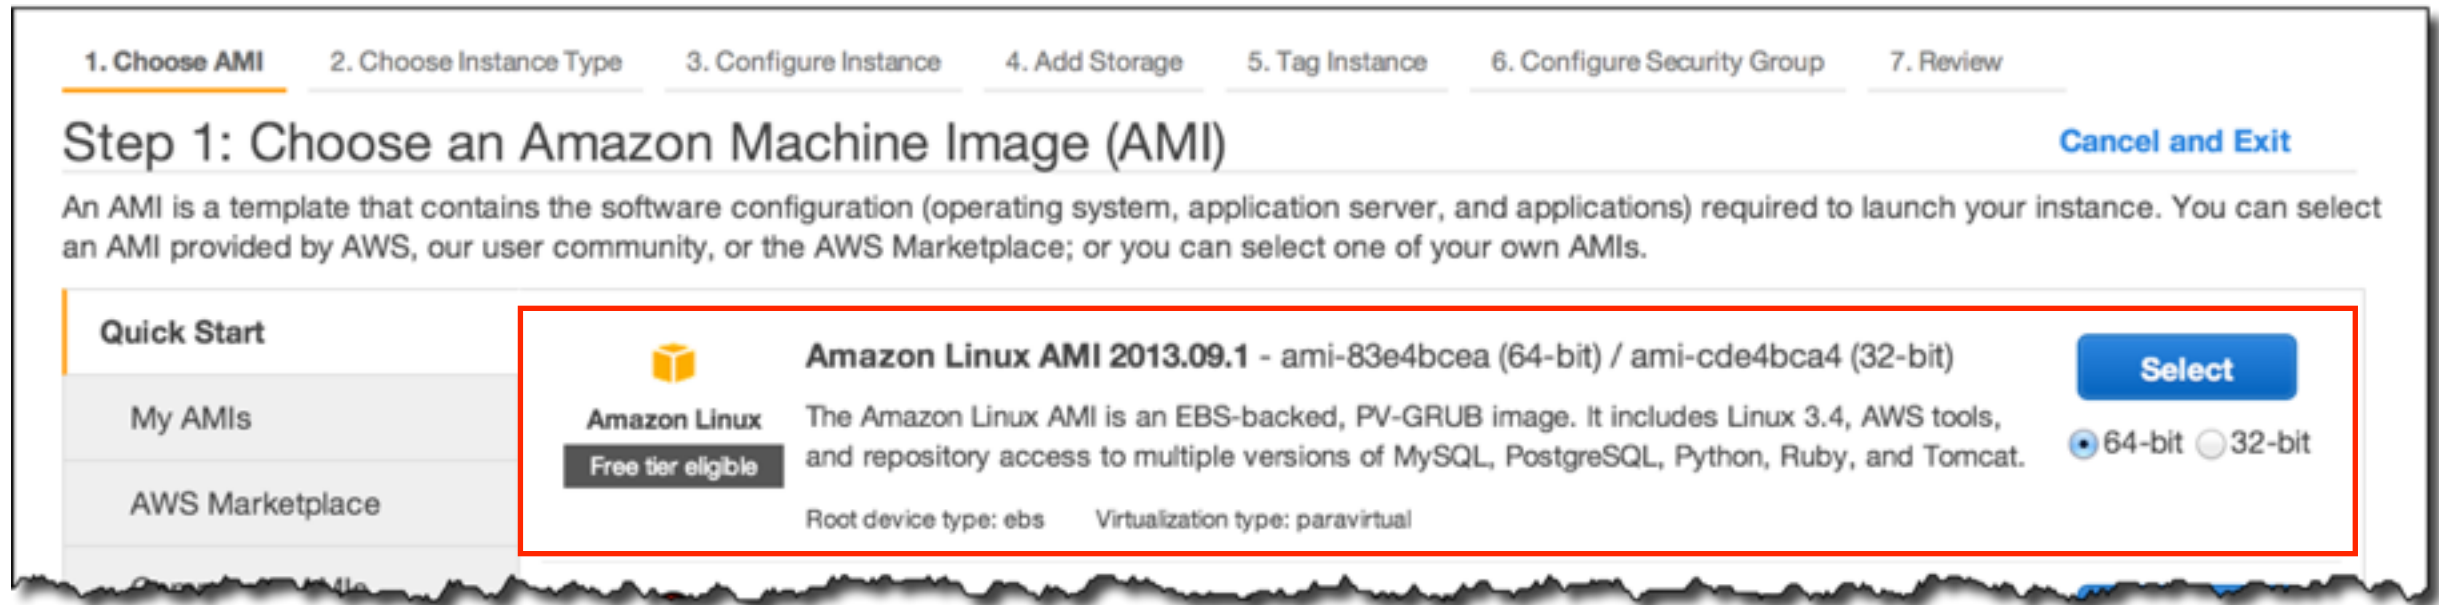 1. Choose AMI 2. Choose Instance Type 3. Configure Instance 4. Add Storage 5. Tag Instance 6. Configure Security Group 7. Review
Step 1: Choose an Amazon Machine Image (AMI)
Cancel and Exit
An AMI is a template that contains the software configuration (operating system, application server, and applications) required to launch your instance. You can select
an AMI provided by AWS, our user community, or the AWS Marketplace; or you can select one of your own AMIs.
Quick Start
My AMIs
AWS Marketplace
Amazon Linux
Free tier eligible
Amazon Linux AMI 2013.09.1 - ami-83e4bcea (64-bit) / ami-cde4bca4 (32-bit)
The Amazon Linux AMI is an EBS-backed, PV-GRUB image. It includes Linux 3.4, AWS tools,
and repository access to multiple versions of MySQL, PostgreSQL, Python, Ruby, and Tomcat.
Root device type: ebs Virtualization type: paravirtual
Select
64-bit 32-bit